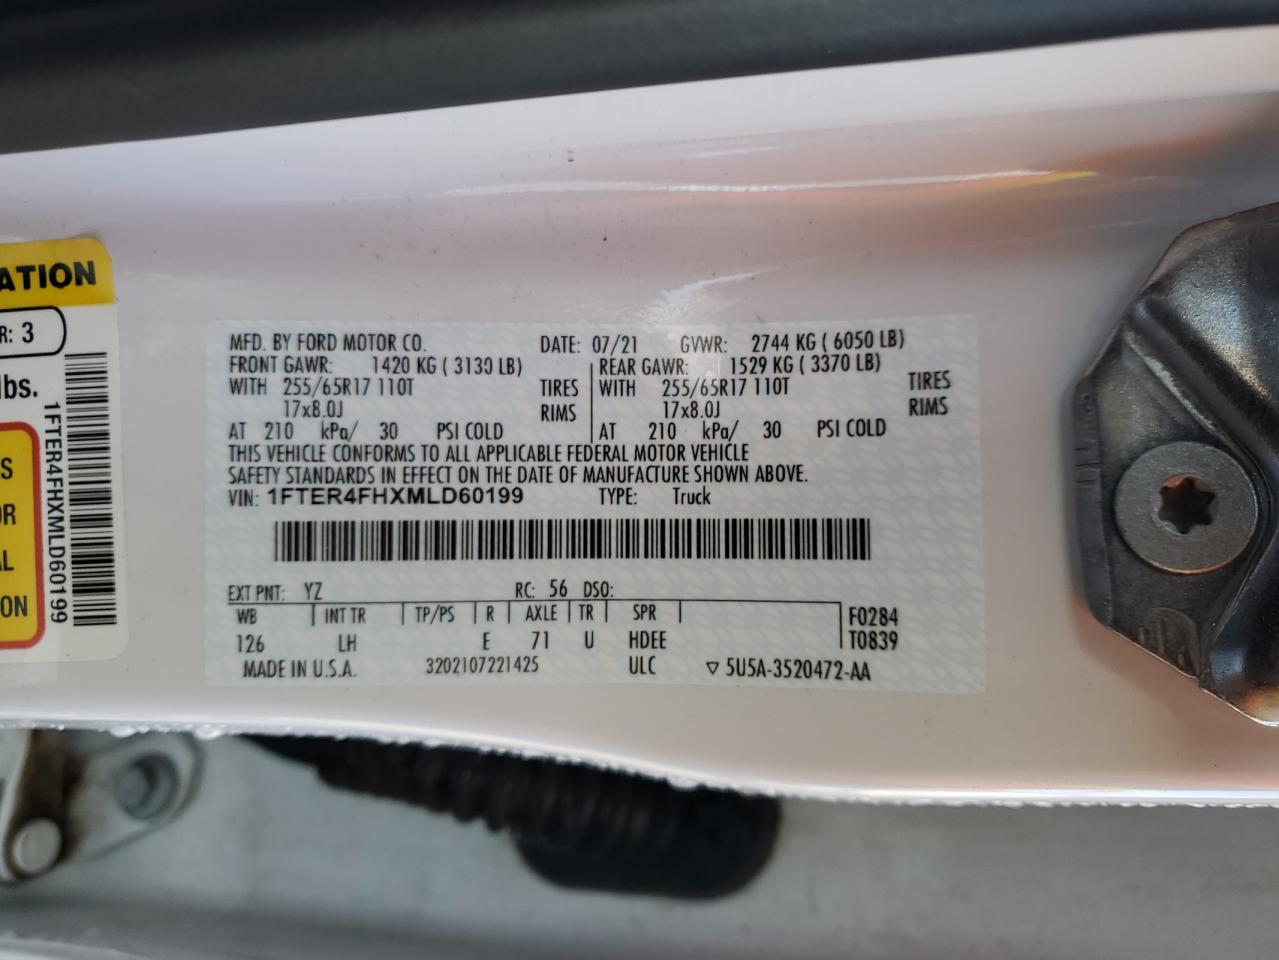 ATION
R: 3
lbs.
1FTER4FHXMLD60199
S
OR
AL
ION
MFD. BY FORD MOTOR CO. DATE: 07/21 GVWR: 2744 KG ( 6050 LB)
FRONT GAWR: 1420 KG ( 3130 LB) REAR GAWR: 1529 KG ( 3370 LB)
WITH 255/65R17 110T TIRES WITH 255/65R17 110T TIRES
17x8.0J RIMS 17x8.0J RIMS
AT 210 kPa/ 30 PSI COLD AT 210 kPa/ 30 PSI COLD
THIS VEHICLE CONFORMS TO ALL APPLICABLE FEDERAL MOTOR VEHICLE
SAFETY STANDARDS IN EFFECT ON THE DATE OF MANUFACTURE SHOWN ABOVE.
VIN: 1FTER4FHXMLD60199 TYPE: Truck
EXT PNT: YZ RC: 56 DSO:
WB INT TR TP/PS R AXLE TR SPR F0284
126 LH E 71 U HDEE T0839
MADE IN U.S.A. 3202107221425 ULC ▽ 5U5A-3520472-AA